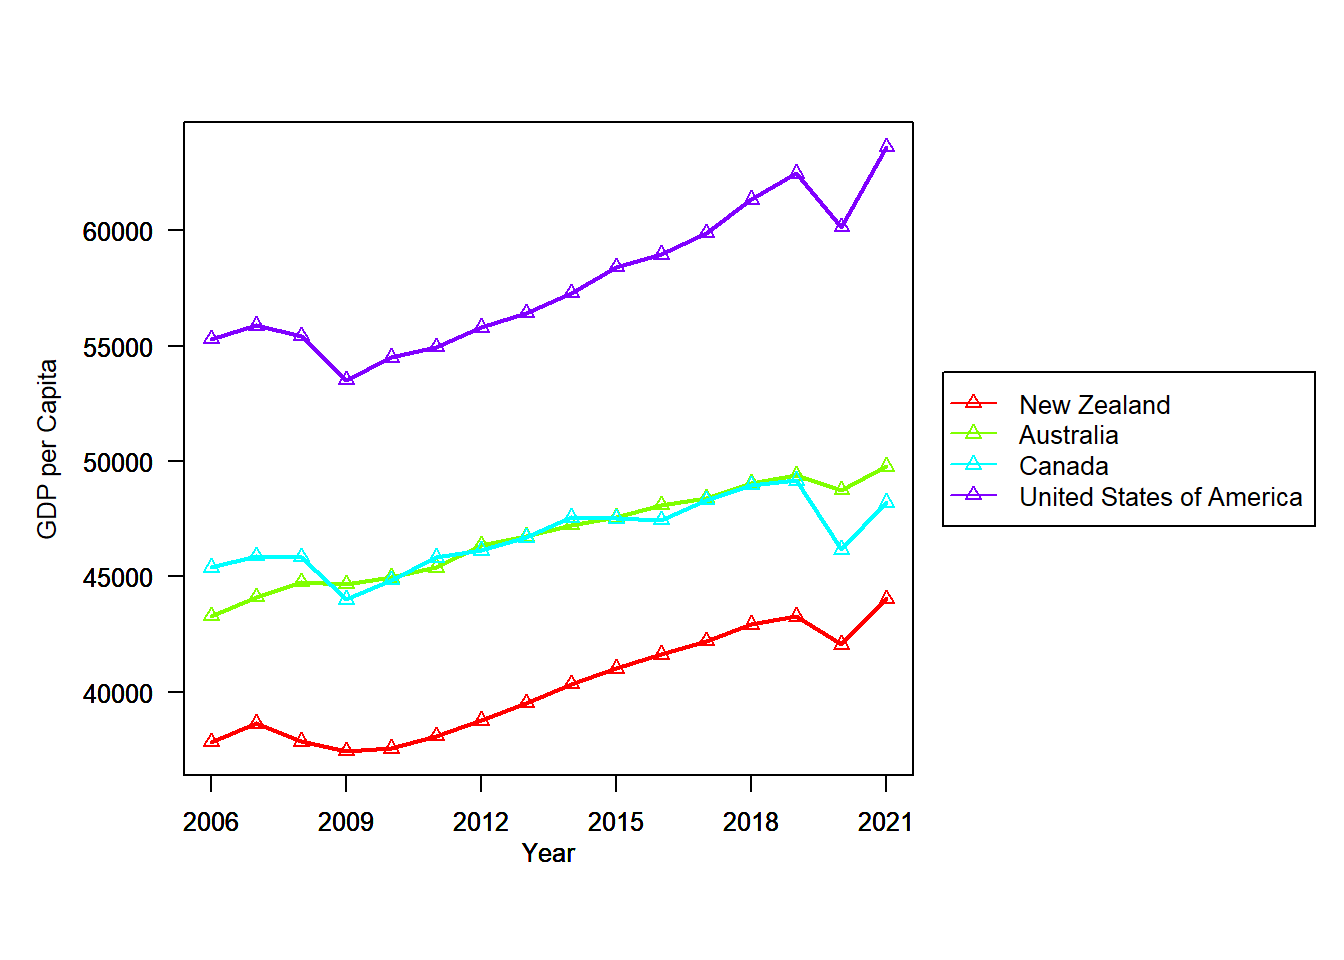 60000
55000
50000
45000
40000
GDP per Capita
2006 2009 2012 2015 2018 2021
Year
New Zealand
Australia
Canada
United States of America